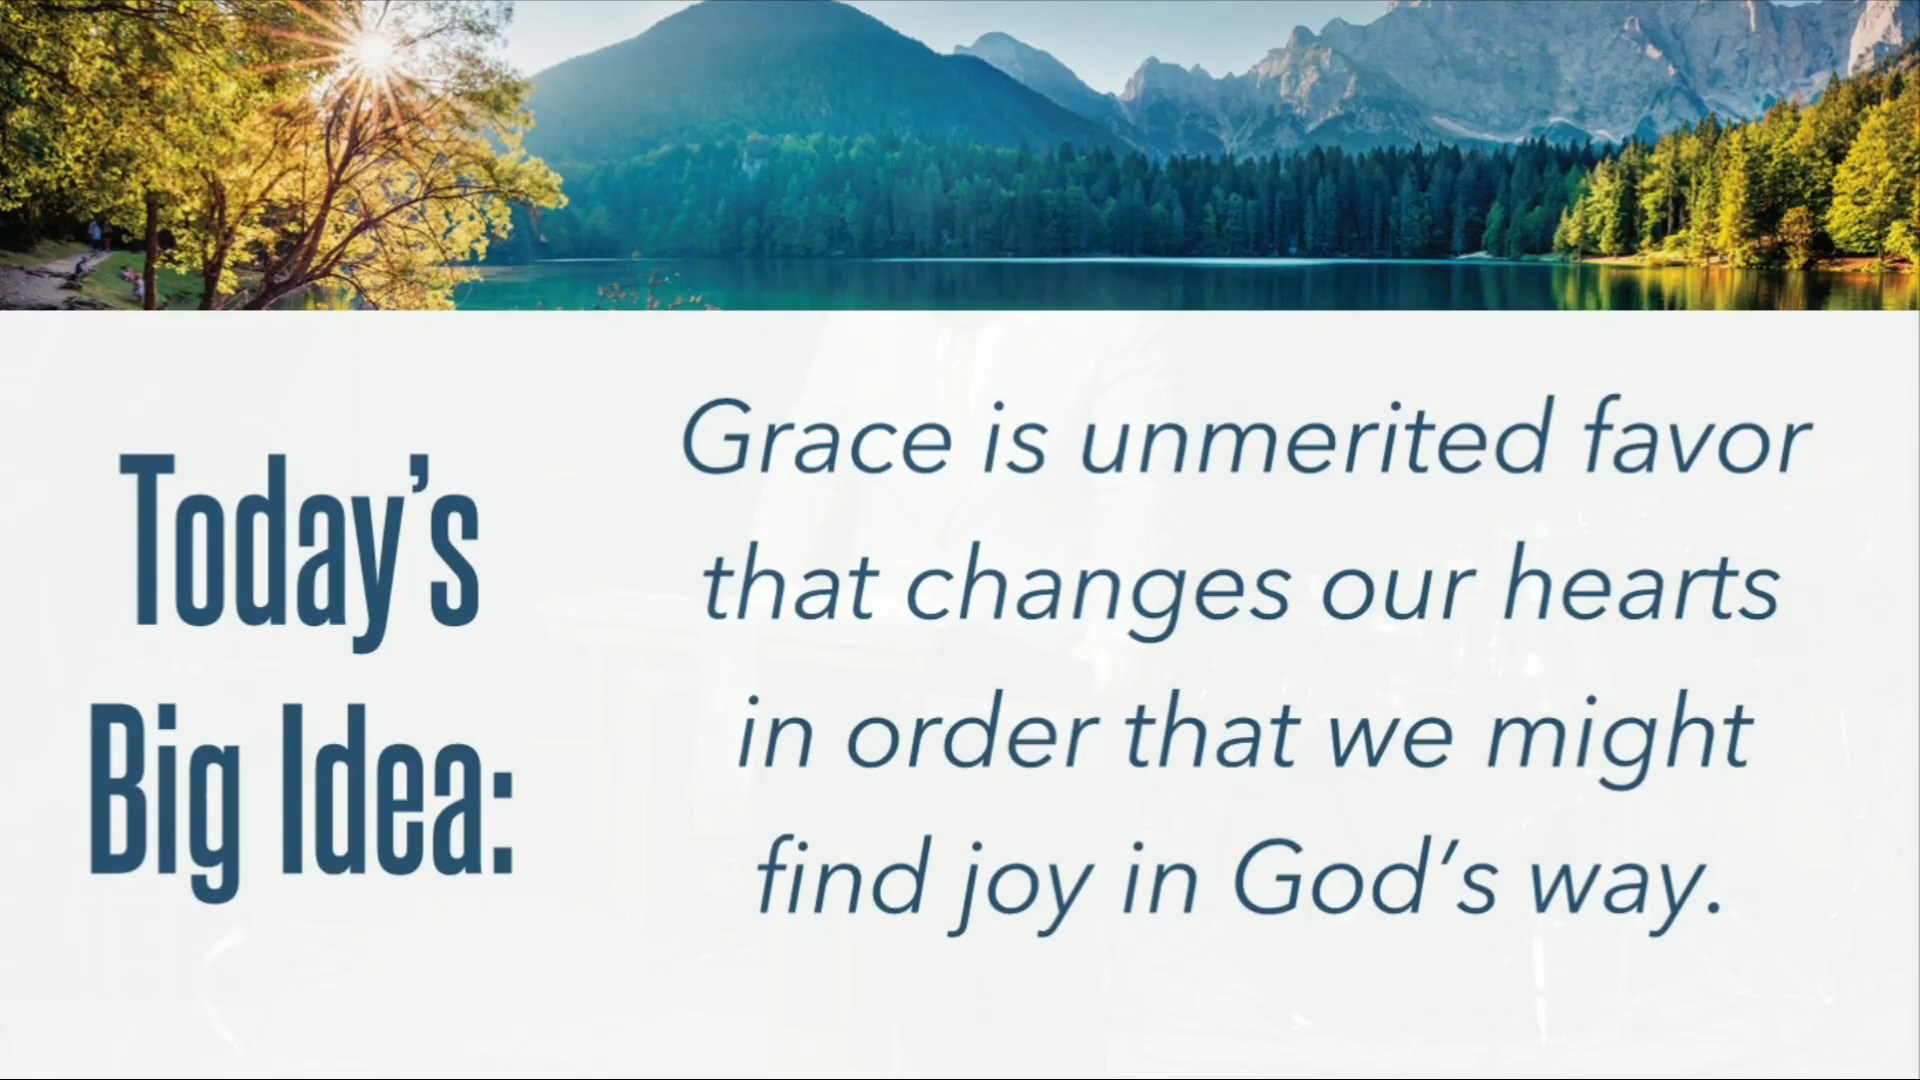 Today’s
Big Idea:
Grace is unmerited favor
that changes our hearts
in order that we might
find joy in God’s way.